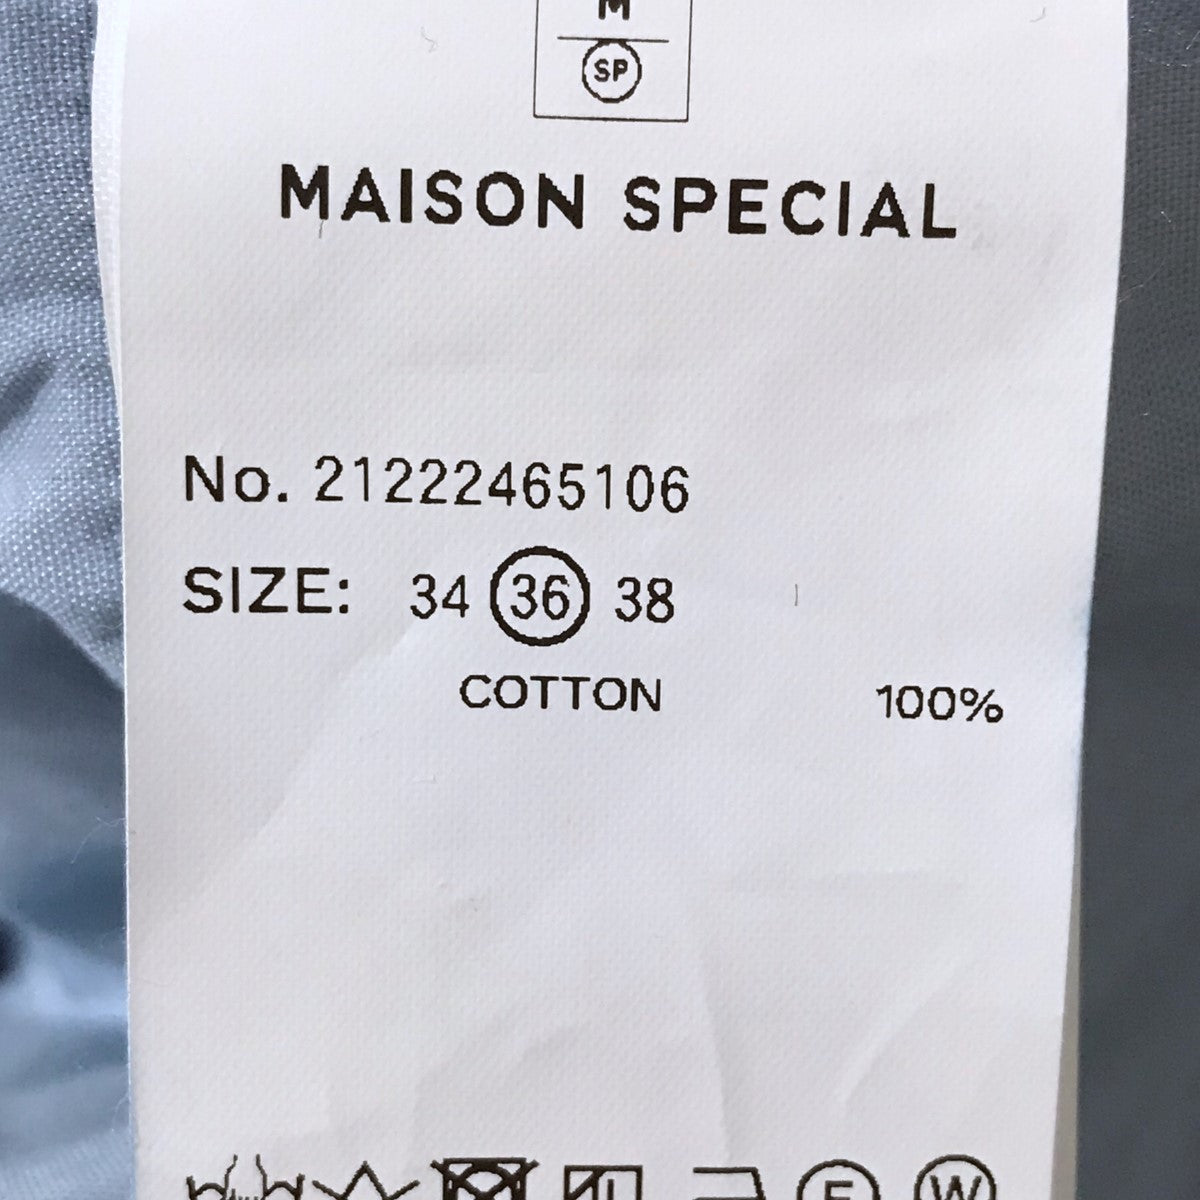 M
SP
MAISON SPECIAL
No. 21222465106
SIZE: 34 36 38
COTTON 100%
F W